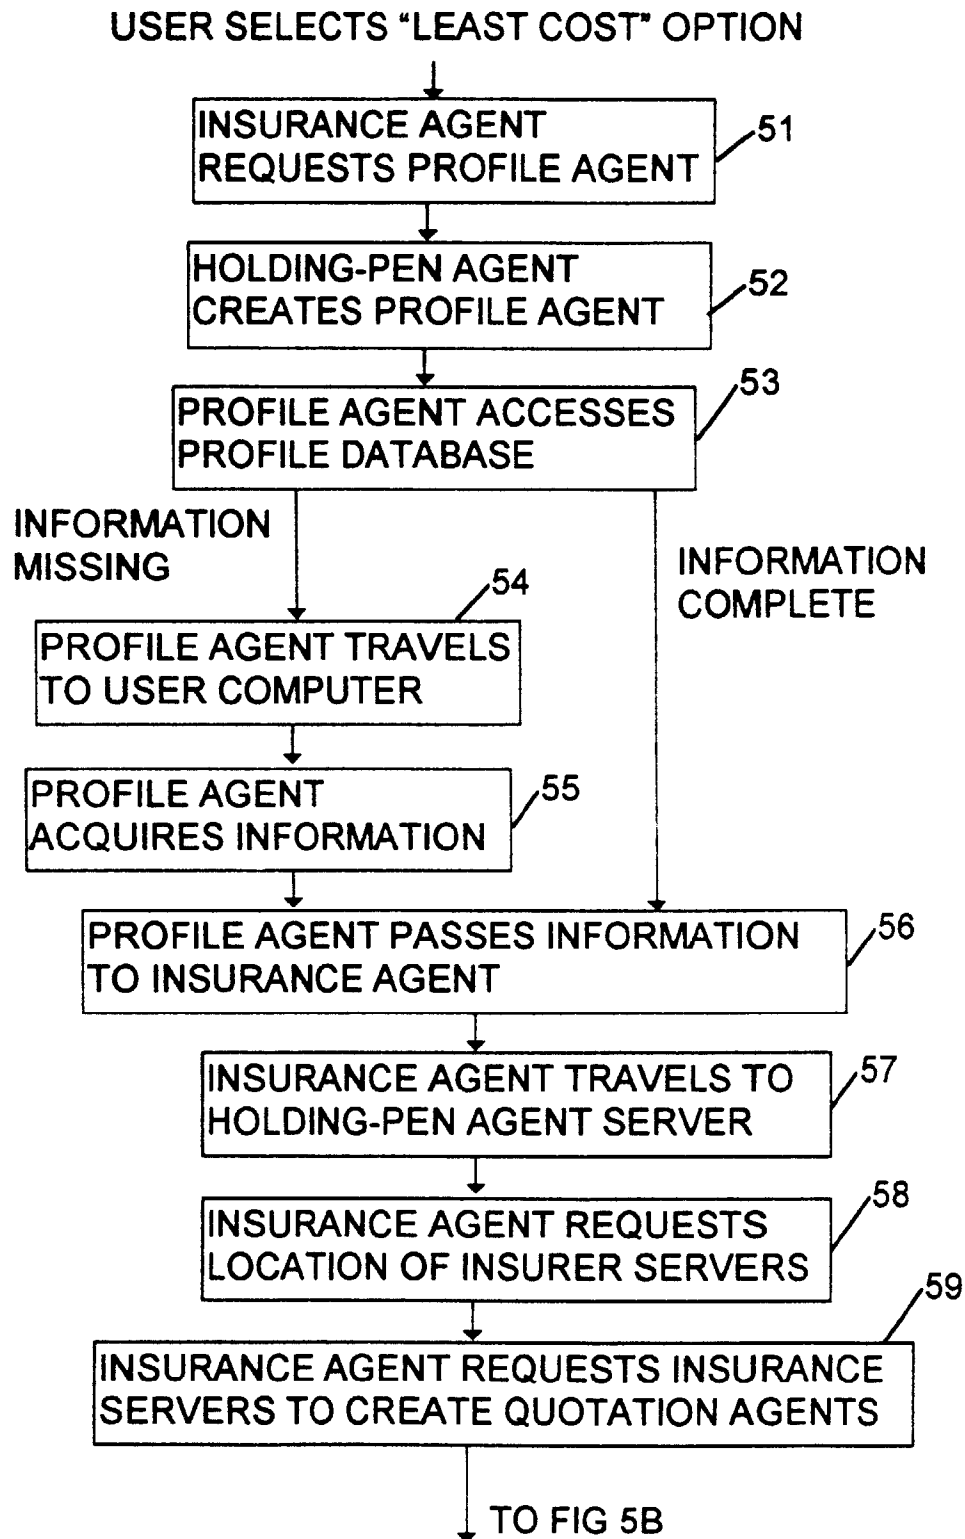 USER SELECTS “LEAST COST” OPTION
INSURANCE AGENT
REQUESTS PROFILE AGENT
51
HOLDING-PEN AGENT
CREATES PROFILE AGENT
52
PROFILE AGENT ACCESSES
PROFILE DATABASE
53
INFORMATION
MISSING
INFORMATION
COMPLETE
54
PROFILE AGENT TRAVELS
TO USER COMPUTER
PROFILE AGENT
ACQUIRES INFORMATION
55
PROFILE AGENT PASSES INFORMATION
TO INSURANCE AGENT
56
INSURANCE AGENT TRAVELS TO
HOLDING-PEN AGENT SERVER
57
INSURANCE AGENT REQUESTS
LOCATION OF INSURER SERVERS
58
59
INSURANCE AGENT REQUESTS INSURANCE
SERVERS TO CREATE QUOTATION AGENTS
TO FIG 5B